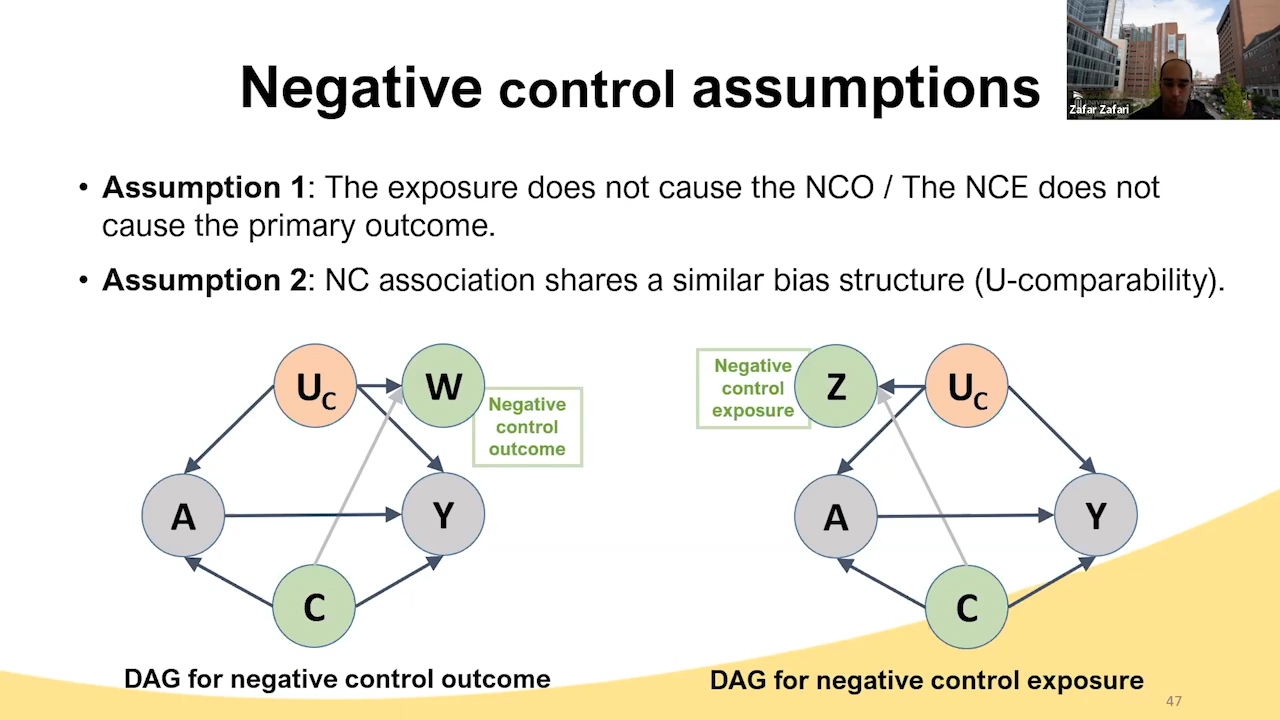 Negative control assumptions
Zafar Zafari
• Assumption 1: The exposure does not cause the NCO / The NCE does not
cause the primary outcome.
• Assumption 2: NC association shares a similar bias structure (U-comparability).
UC
W
Negative
control
outcome
A
Y
C
DAG for negative control outcome
Negative
control
exposure
Z
UC
A
Y
C
DAG for negative control exposure
47